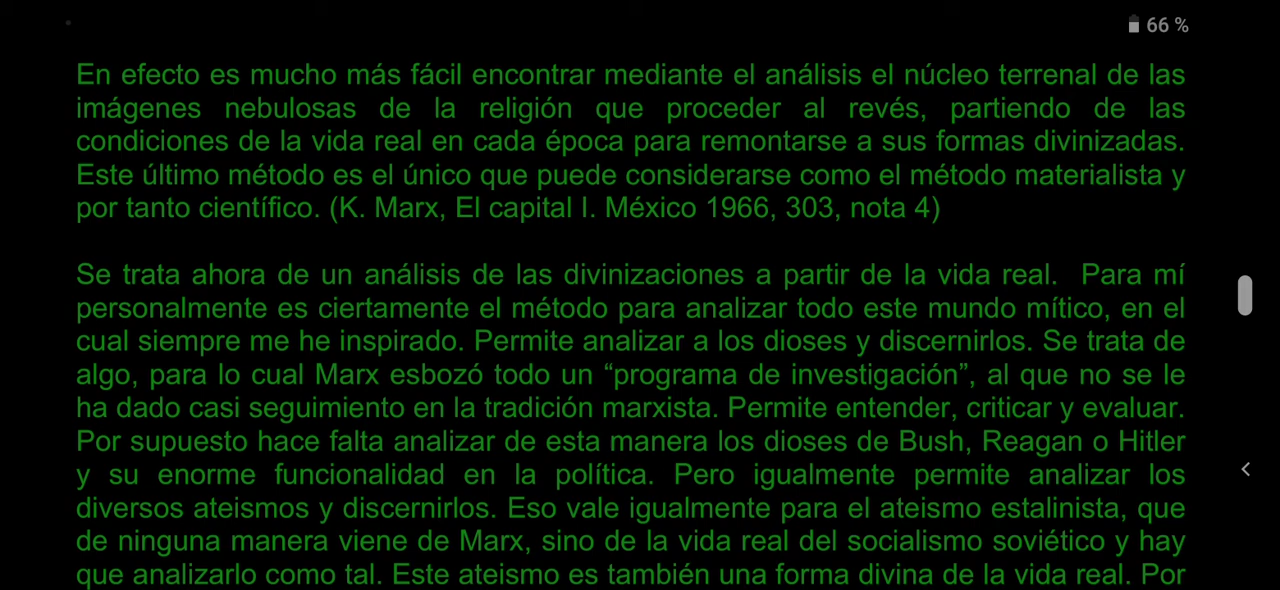 66 %
En efecto es mucho más fácil encontrar mediante el análisis el núcleo terrenal de las
imágenes nebulosas de la religión que proceder al revés, partiendo de las
condiciones de la vida real en cada época para remontarse a sus formas divinizadas.
Este último método es el único que puede considerarse como el método materialista y
por tanto científico. (K. Marx, El capital I. México 1966, 303, nota 4)
Se trata ahora de un análisis de las divinizaciones a partir de la vida real.  Para mí
personalmente es ciertamente el método para analizar todo este mundo mítico, en el
cual siempre me he inspirado. Permite analizar a los dioses y discernirlos. Se trata de
algo, para lo cual Marx esbozó todo un “programa de investigación”, al que no se le
ha dado casi seguimiento en la tradición marxista. Permite entender, criticar y evaluar.
Por supuesto hace falta analizar de esta manera los dioses de Bush, Reagan o Hitler
y su enorme funcionalidad en la política. Pero igualmente permite analizar los
diversos ateismos y discernirlos. Eso vale igualmente para el ateismo estalinista, que
de ninguna manera viene de Marx, sino de la vida real del socialismo soviético y hay
que analizarlo como tal. Este ateismo es también una forma divina de la vida real. Por